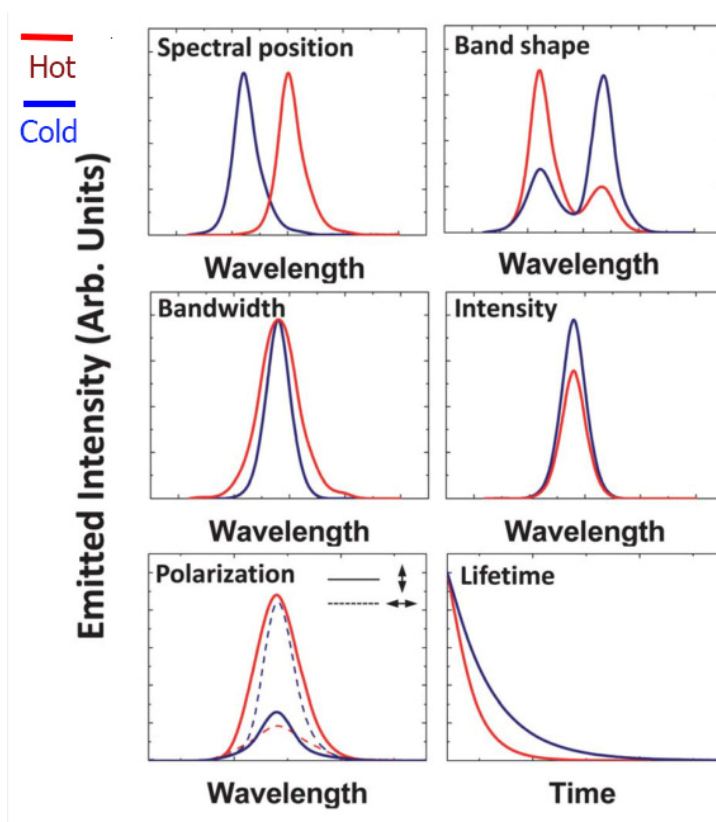 Hot
Cold
Emitted Intensity (Arb. Units)
Spectral position
Wavelength
Band shape
Wavelength
Bandwidth
Wavelength
Intensity
Wavelength
Polarization
Wavelength
Lifetime
Time